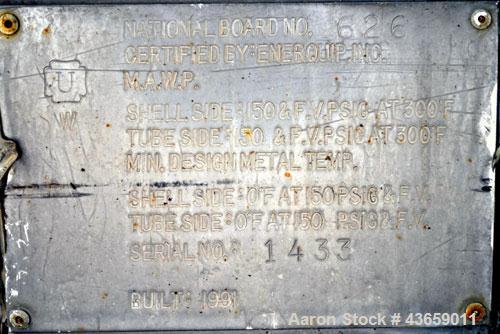 NATIONAL BOARD NO. 626
CERTIFIED BY: ENERQUIP, INC.
U
W
M.A.W.P.
SHELL SIDE: 150 & F.V. PSIG AT 300°F
TUBE SIDE: 150 & F.V. PSIG AT 300°F
MIN. DESIGN METAL TEMP.
SHELL SIDE: 0°F AT 150 PSIG & F.V.
TUBE SIDE: 0°F AT 150 PSIG & F.V.
SERIAL NO. 1433
BUILT: 1991
Aaron Stock # 43659011